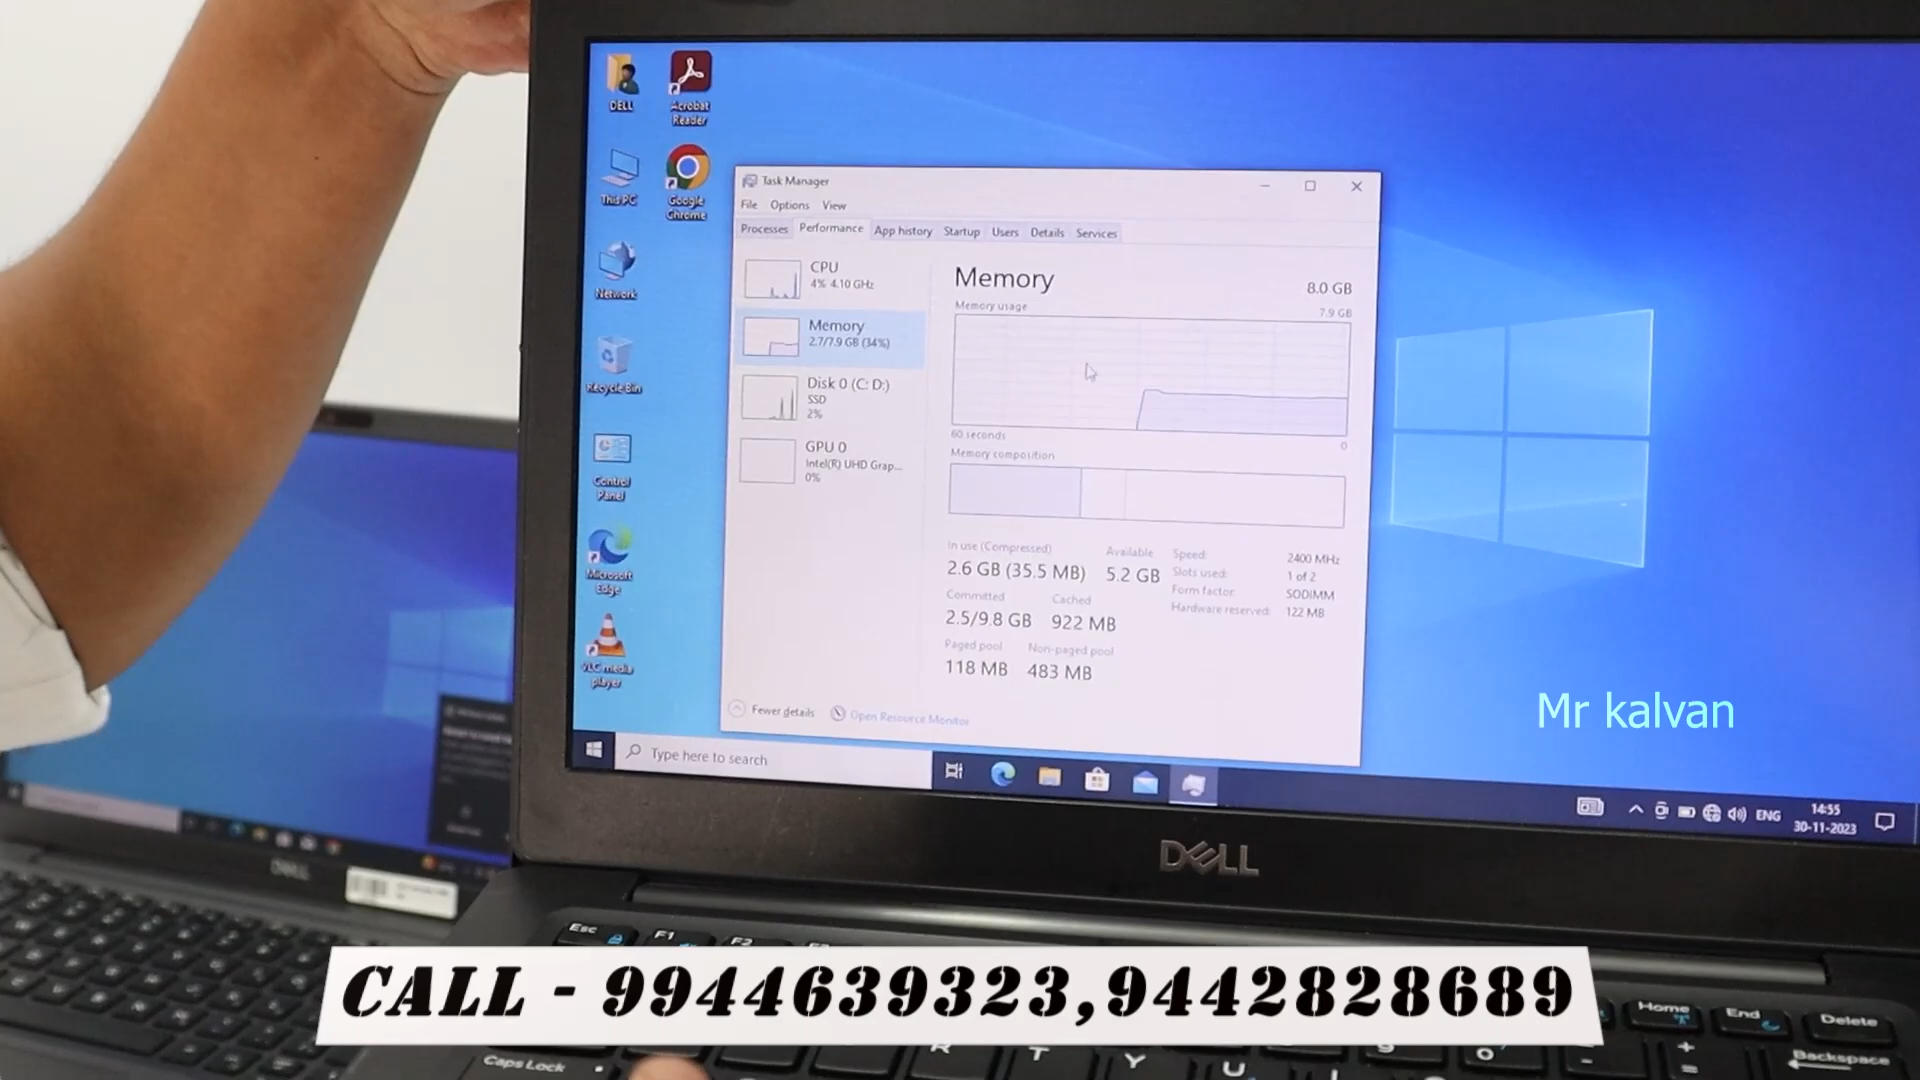 DELL
Acrobat
Reader
This PC
Google
Chrome
Network
Recycle Bin
Control
Panel
Microsoft
Edge
VLC media
player
Task Manager
File Options View
Processes Performance App history Startup Users Details Services
CPU
4% 4.10 GHz
Memory
2.7/7.9 GB (34%)
Disk 0 (C: D:)
SSD
2%
GPU 0
Intel(R) UHD Grap...
0%
Memory 8.0 GB
Memory usage 7.9 GB
60 seconds 0
Memory composition
In use (Compressed) Available
2.6 GB (35.5 MB) 5.2 GB
Committed Cached
2.5/9.8 GB 922 MB
Paged pool Non-paged pool
118 MB 483 MB
Speed: 2400 MHz
Slots used: 1 of 2
Form factor: SODIMM
Hardware reserved: 122 MB
Fewer details Open Resource Monitor
Mr kalvan
Type here to search
ENG
14:55
30-11-2023
DELL
DELL
Esc F1 F2
CALL - 9944639323,9442828689
Home End Delete
Caps Lock R T Y U Backspace